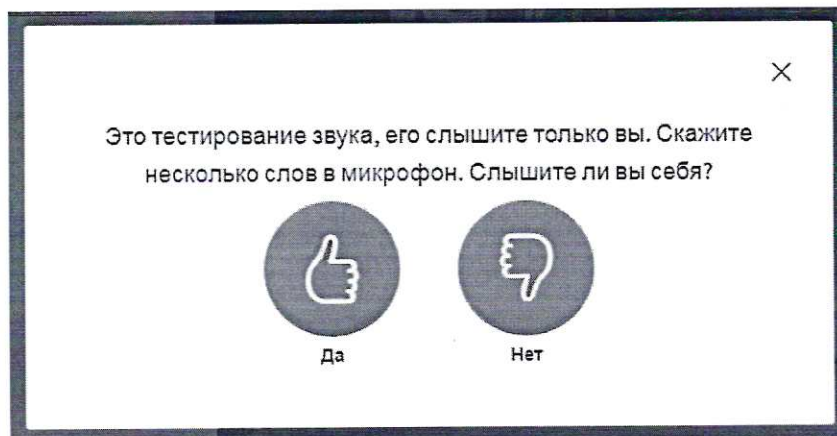 Это тестирование звука, его слышите только вы. Скажите
несколько слов в микрофон. Слышите ли вы себя?
Да
Нет